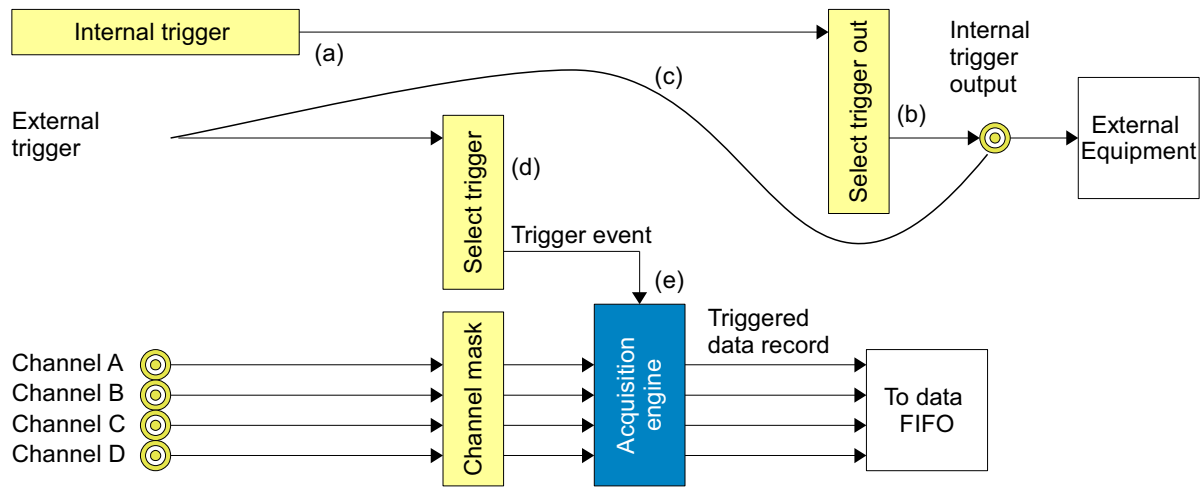 Internal trigger
(a)
Select trigger out
Internal
trigger
output
(c)
(b)
External
trigger
External
Equipment
Select trigger
(d)
Trigger event
(e)
Channel A
Channel B
Channel C
Channel D
Channel mask
Acquisition
engine
Triggered
data record
To data
FIFO